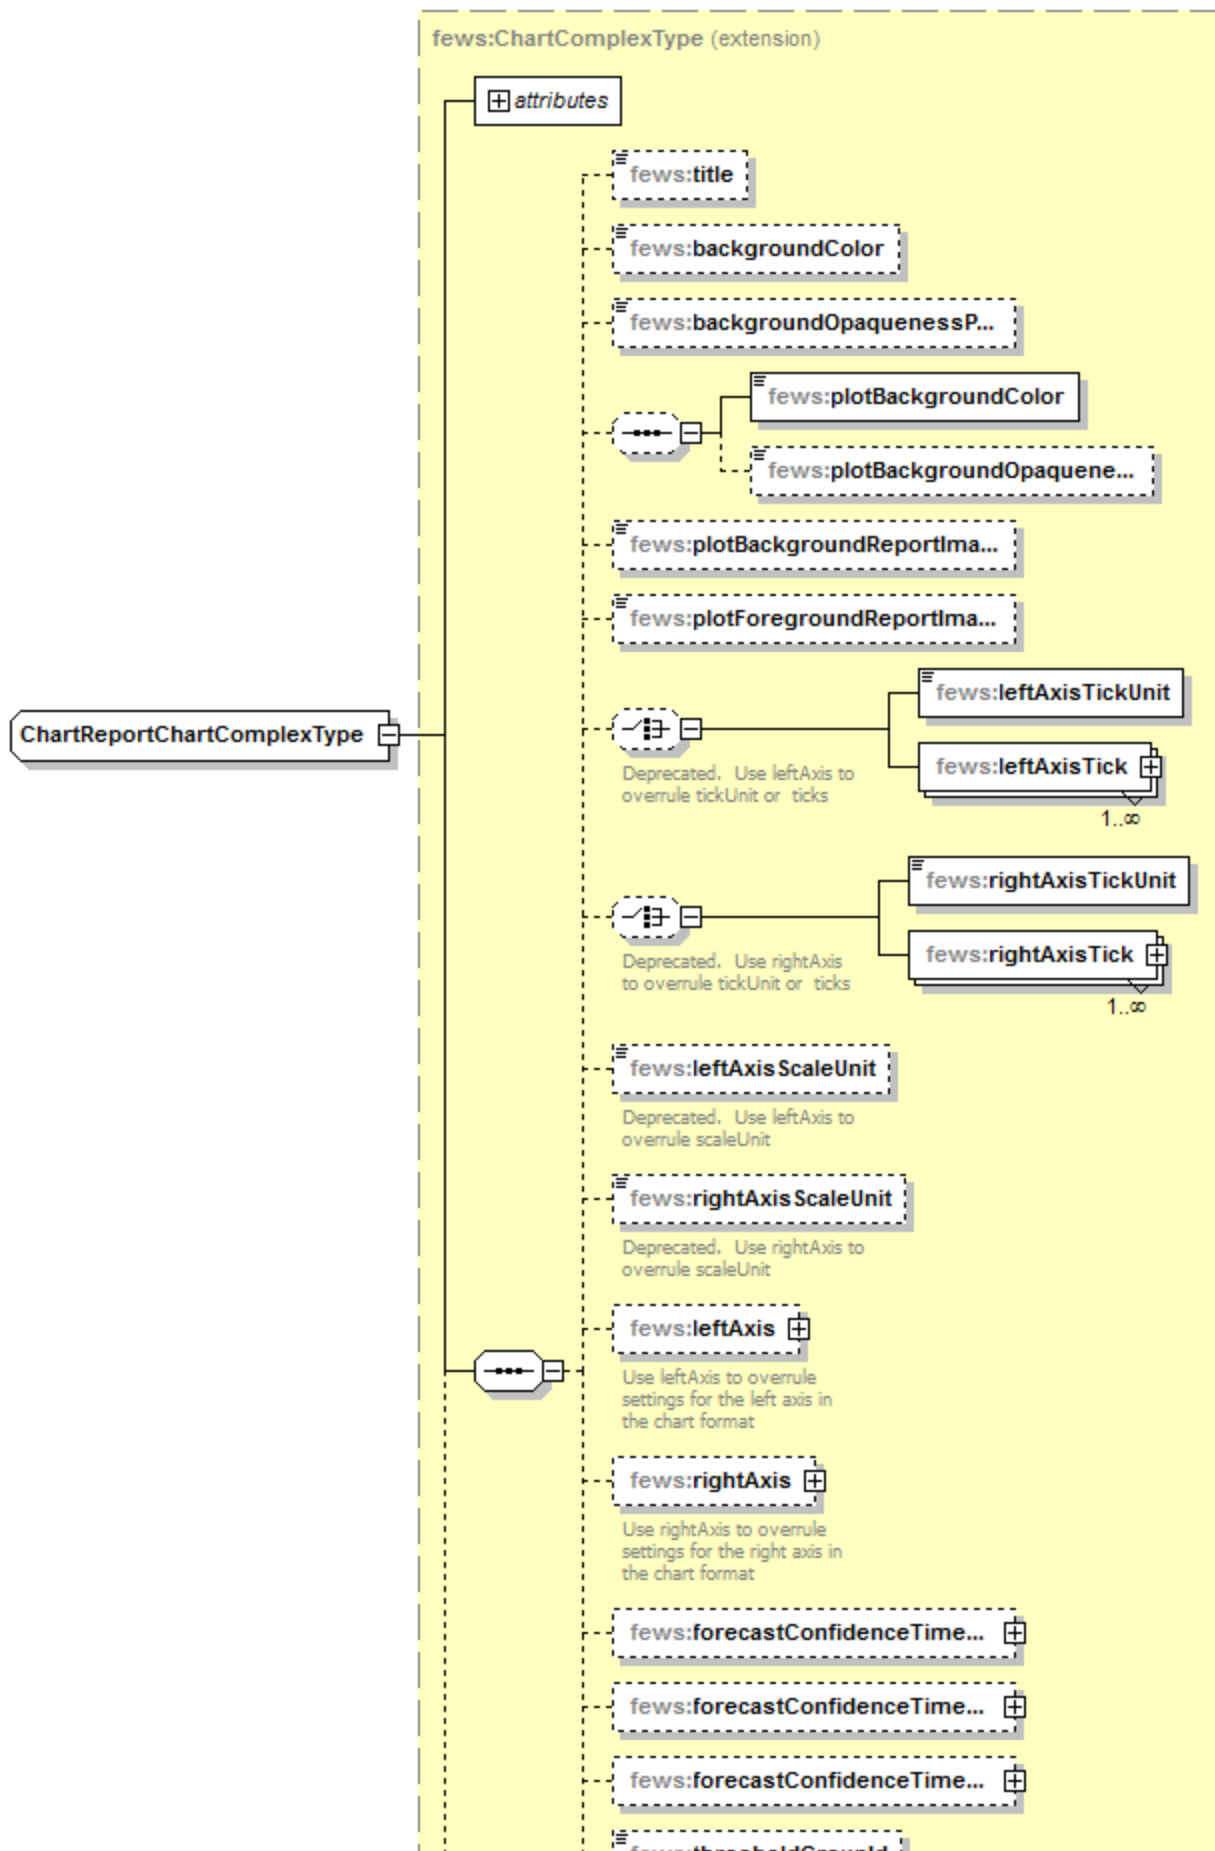 fews:ChartComplexType (extension)
attributes
fews:title
fews:backgroundColor
fews:backgroundOpaquenessP...
fews:plotBackgroundColor
fews:plotBackgroundOpaquene...
fews:plotBackgroundReportIma...
fews:plotForegroundReportIma...
fews:leftAxisTickUnit
ChartReportChartComplexType
fews:leftAxisTick
Deprecated. Use leftAxis to
overrule tickUnit or ticks
1..∞
fews:rightAxisTickUnit
fews:rightAxisTick
Deprecated. Use rightAxis
to overrule tickUnit or ticks
1..∞
fews:leftAxisScaleUnit
Deprecated. Use leftAxis to
overrule scaleUnit
fews:rightAxisScaleUnit
Deprecated. Use rightAxis to
overrule scaleUnit
fews:leftAxis
Use leftAxis to overrule
settings for the left axis in
the chart format
fews:rightAxis
Use rightAxis to overrule
settings for the right axis in
the chart format
fews:forecastConfidenceTime...
fews:forecastConfidenceTime...
fews:forecastConfidenceTime...